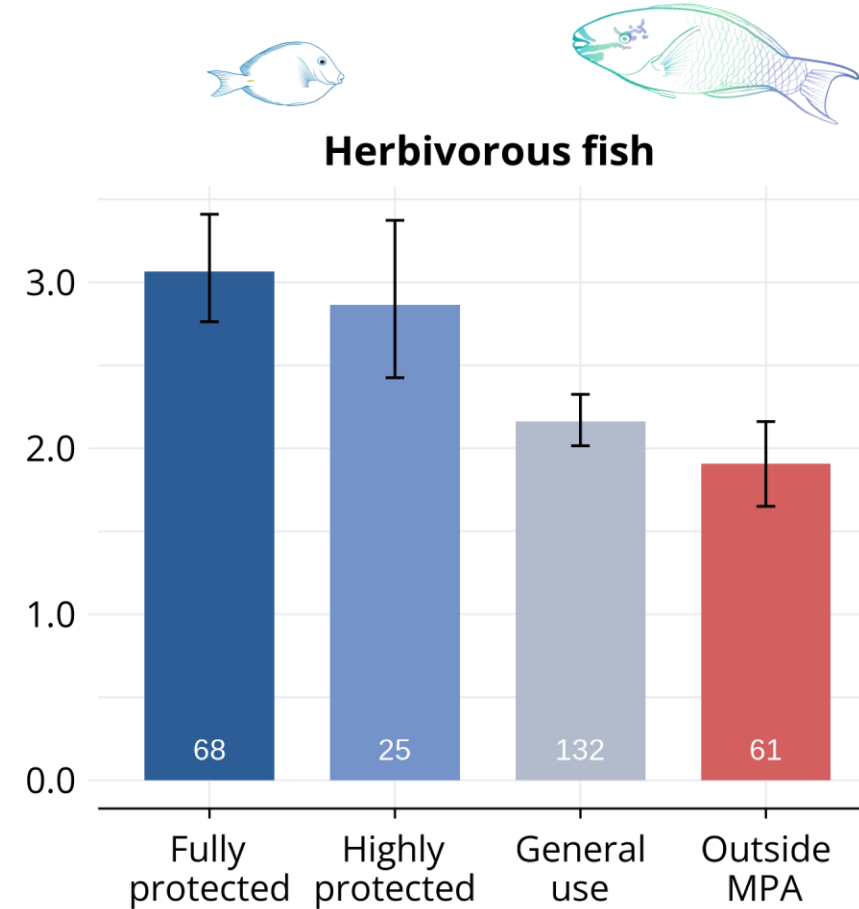 Herbivorous fish
3.0
2.0
1.0
0.0
68
25
132
61
Fully
protected
Highly
protected
General
use
Outside
MPA